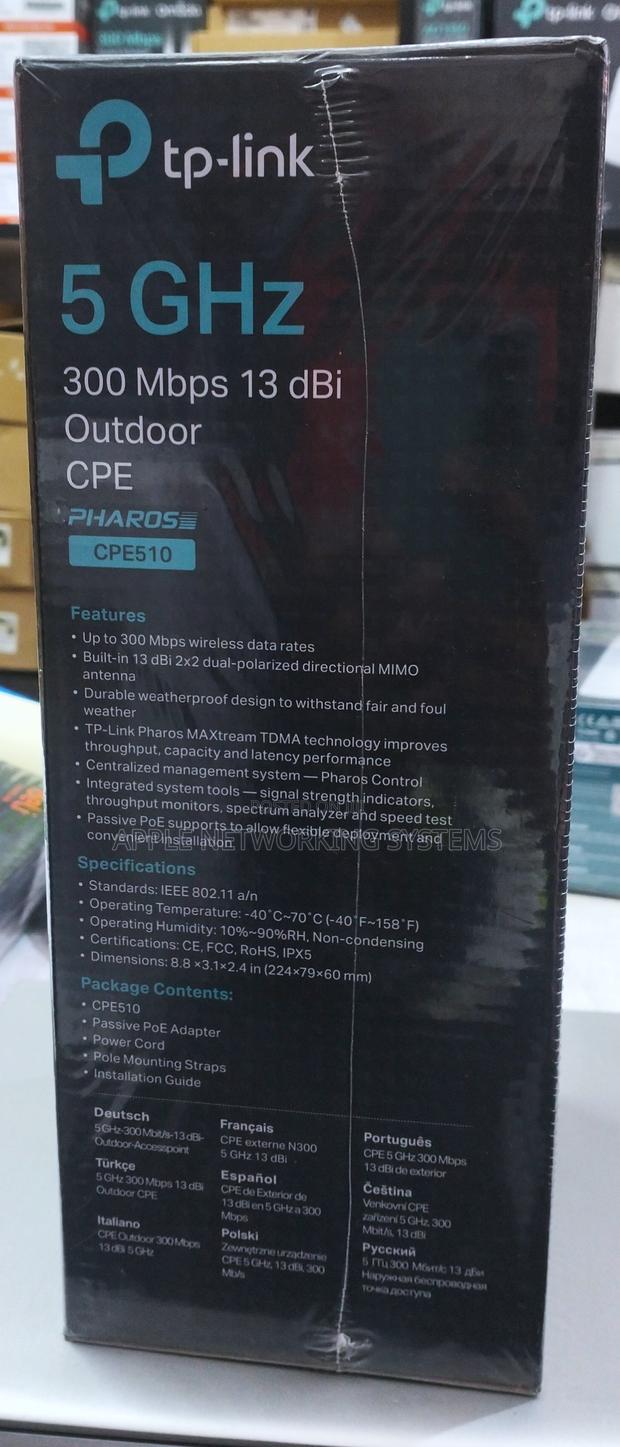 tp-link
5 GHz
300 Mbps 13 dBi
Outdoor
CPE
PHAROS
CPE510
Features
• Up to 300 Mbps wireless data rates
• Built-in 13 dBi 2x2 dual-polarized directional MIMO
antenna
• Durable weatherproof design to withstand fair and foul
weather
• TP-Link Pharos MAXtream TDMA technology improves
throughput, capacity and latency performance
• Centralized management system — Pharos Control
• Integrated system tools — signal strength indicators,
throughput monitors, spectrum analyzer and speed test
• Passive PoE supports to allow flexible deployment and
convenient installation
POSTED ON
APPLE NETWORKING SYSTEMS
Specifications
• Standards: IEEE 802.11 a/n
• Operating Temperature: -40˚C~70˚C (-40˚F~158˚F)
• Operating Humidity: 10%~90%RH, Non-condensing
• Certifications: CE, FCC, RoHS, IPX5
• Dimensions: 8.8 ×3.1×2.4 in (224×79×60 mm)
Package Contents:
• CPE510
• Passive PoE Adapter
• Power Cord
• Pole Mounting Straps
• Installation Guide
Deutsch
5GHz-300 Mbit/s-13 dBi-
Outdoor-Accesspoint
Türkçe
5 GHz 300 Mbps 13 dBi
Outdoor CPE
Italiano
CPE Outdoor 300 Mbps
13 dBi 5 GHz
Français
CPE externe N300
5 GHz 13 dBi
Español
CPE de Exterior de
13 dBi en 5 GHz a 300
Mbps
Polski
Zewnętrzne urządzenie
CPE 5 GHz, 13 dBi, 300
Mb/s
Português
CPE 5 GHz 300 Mbps
13 dBi de exterior
Čeština
Venkovní CPE
zařízení 5 GHz, 300
Mbit/s, 13 dBi
Русский
5 ГГц 300 Мбит/с 13 дБи
Наружная беспроводная
точка доступа